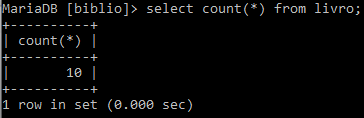 MariaDB [biblio]> select count(*) from livro;
+----------+
| count(*) |
+----------+
|       10 |
+----------+
1 row in set (0.000 sec)